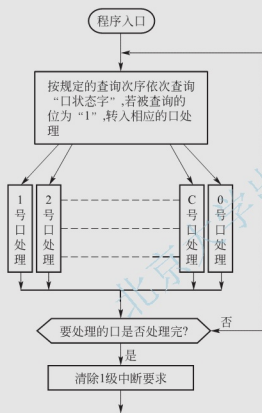 程序入口
按规定的查询次序依次查询
“口状态字”,若被查询的
位为“1”,转入相应的口处
理
1号口处理
2号口处理
C号口处理
0号口处理
要处理的口是否处理完?
否
是
清除1级中断要求